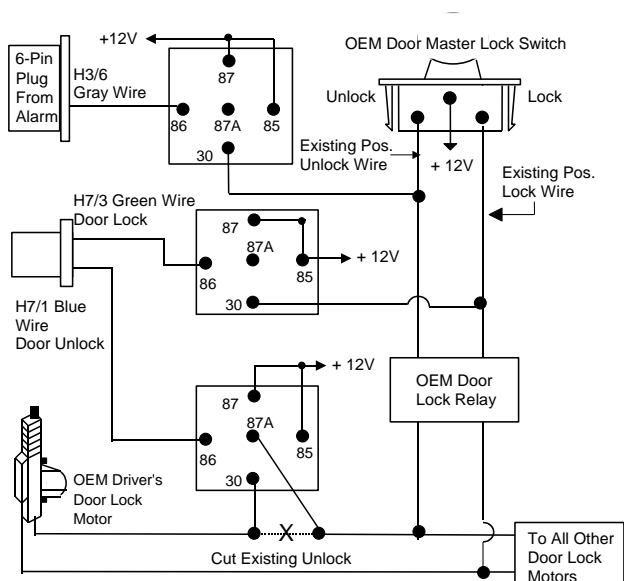 +12V
OEM Door Master Lock Switch
6-Pin
Plug
From
Alarm
H3/6
Gray Wire
87
86
87A
85
30
Unlock
Lock
Existing Pos.
Unlock Wire
+ 12V
Existing Pos.
Lock Wire
H7/3 Green Wire
Door Lock
87
87A
86
85
30
+ 12V
H7/1 Blue
Wire
Door Unlock
+ 12V
87
87A
86
85
30
OEM Door
Lock Relay
OEM Driver's
Door Lock
Motor
X
Cut Existing Unlock
To All Other
Door Lock
Motors